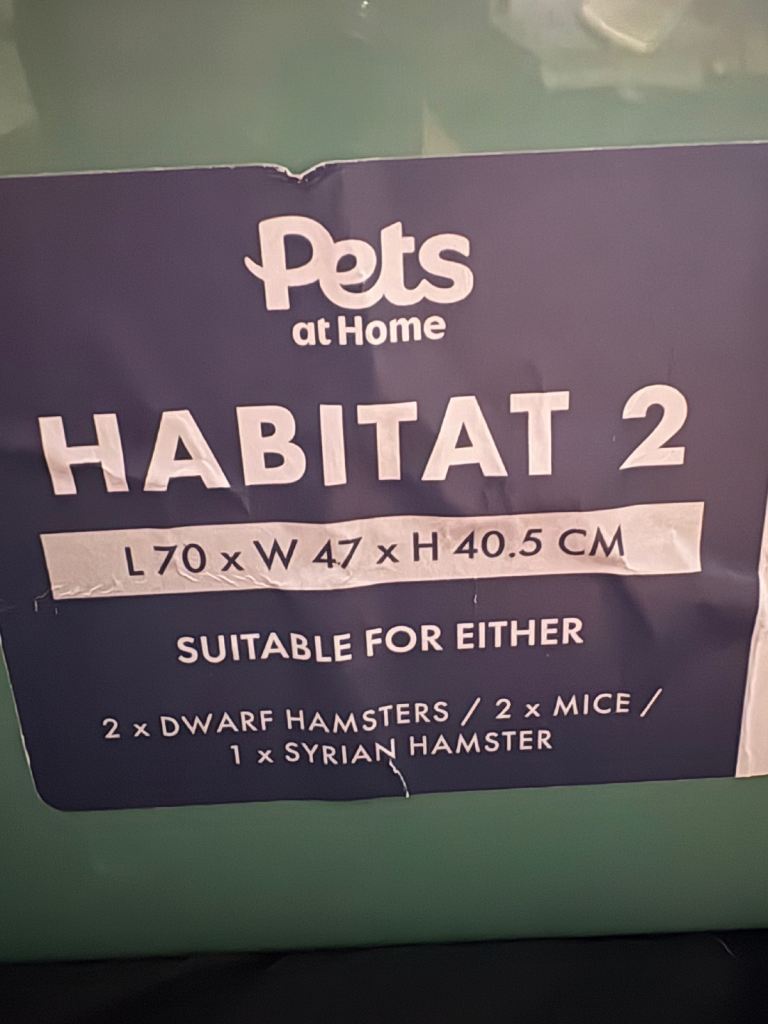 Pets
at Home
HABITAT 2
L 70 x W 47 x H 40.5 CM
SUITABLE FOR EITHER
2 x DWARF HAMSTERS / 2 x MICE /
1 x SYRIAN HAMSTER